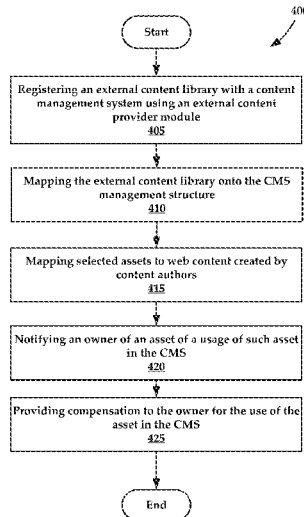 400
Start
Registering an external content library with a content
management system using an external content
provider module
405
Mapping the external content library onto the CMS
management structure
410
Mapping selected assets to web content created by
content authors
415
Notifying an owner of an asset of a usage of such asset
in the CMS
420
Providing compensation to the owner for the use of the
asset in the CMS
425
End